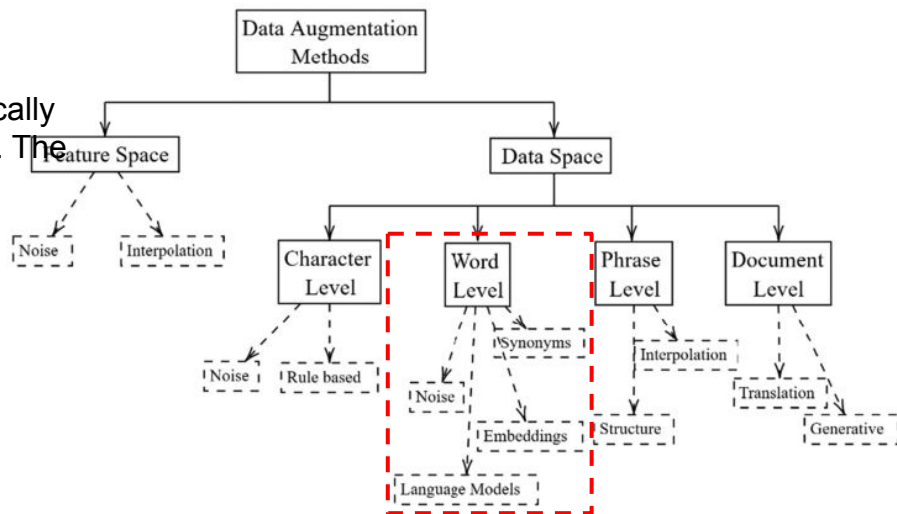 Data Augmentation
Methods
cally
. The
Feature Space
Data Space
Noise
Interpolation
Character
Level
Word
Level
Phrase
Level
Document
Level
Synonyms
Interpolation
Noise
Rule based
Noise
Translation
Embeddings
Structure
Generative
Language Models